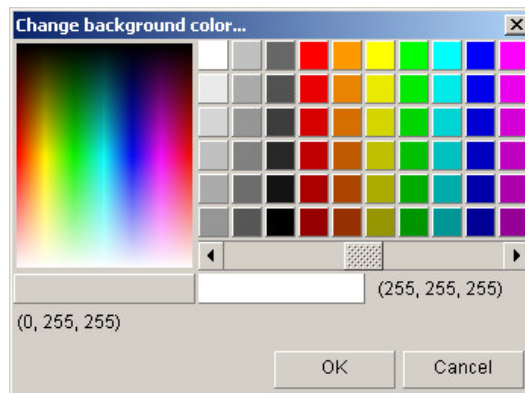 Change background color...
(255, 255, 255)
(0, 255, 255)
OK
Cancel